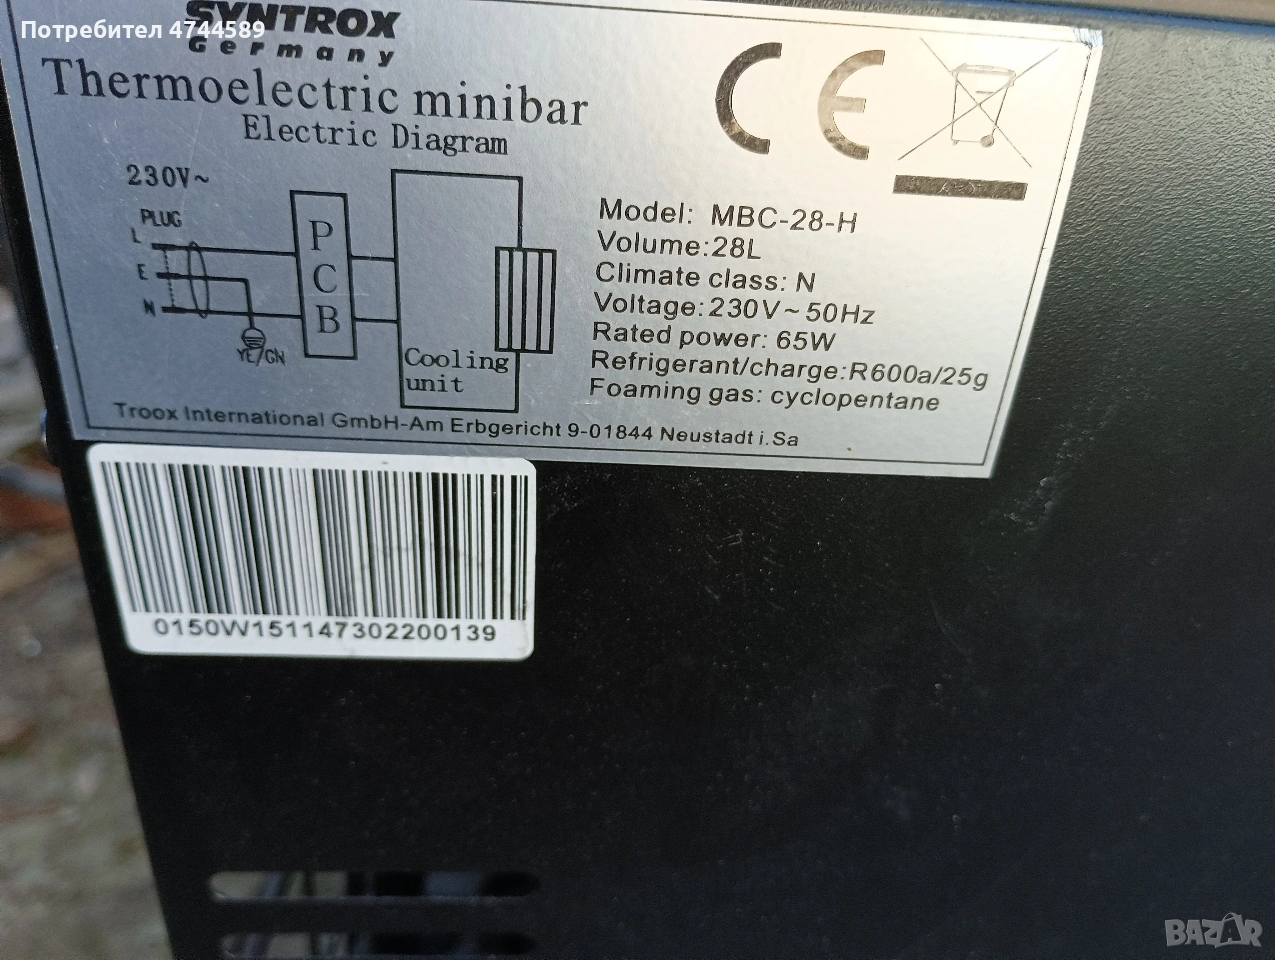 Потребител 4744589
SYNTROX
Germany
Thermoelectric minibar
Electric Diagram
230V~
PLUG
L
E
N
YE/GN
PCB
Cooling
unit
Model: MBC-28-H
Volume:28L
Climate class: N
Voltage:230V~50Hz
Rated power: 65W
Refrigerant/charge:R600a/25g
Foaming gas: cyclopentane
Troox International GmbH-Am Erbgericht 9-01844 Neustadt i.Sa
0150W151147302200139
BAZAR